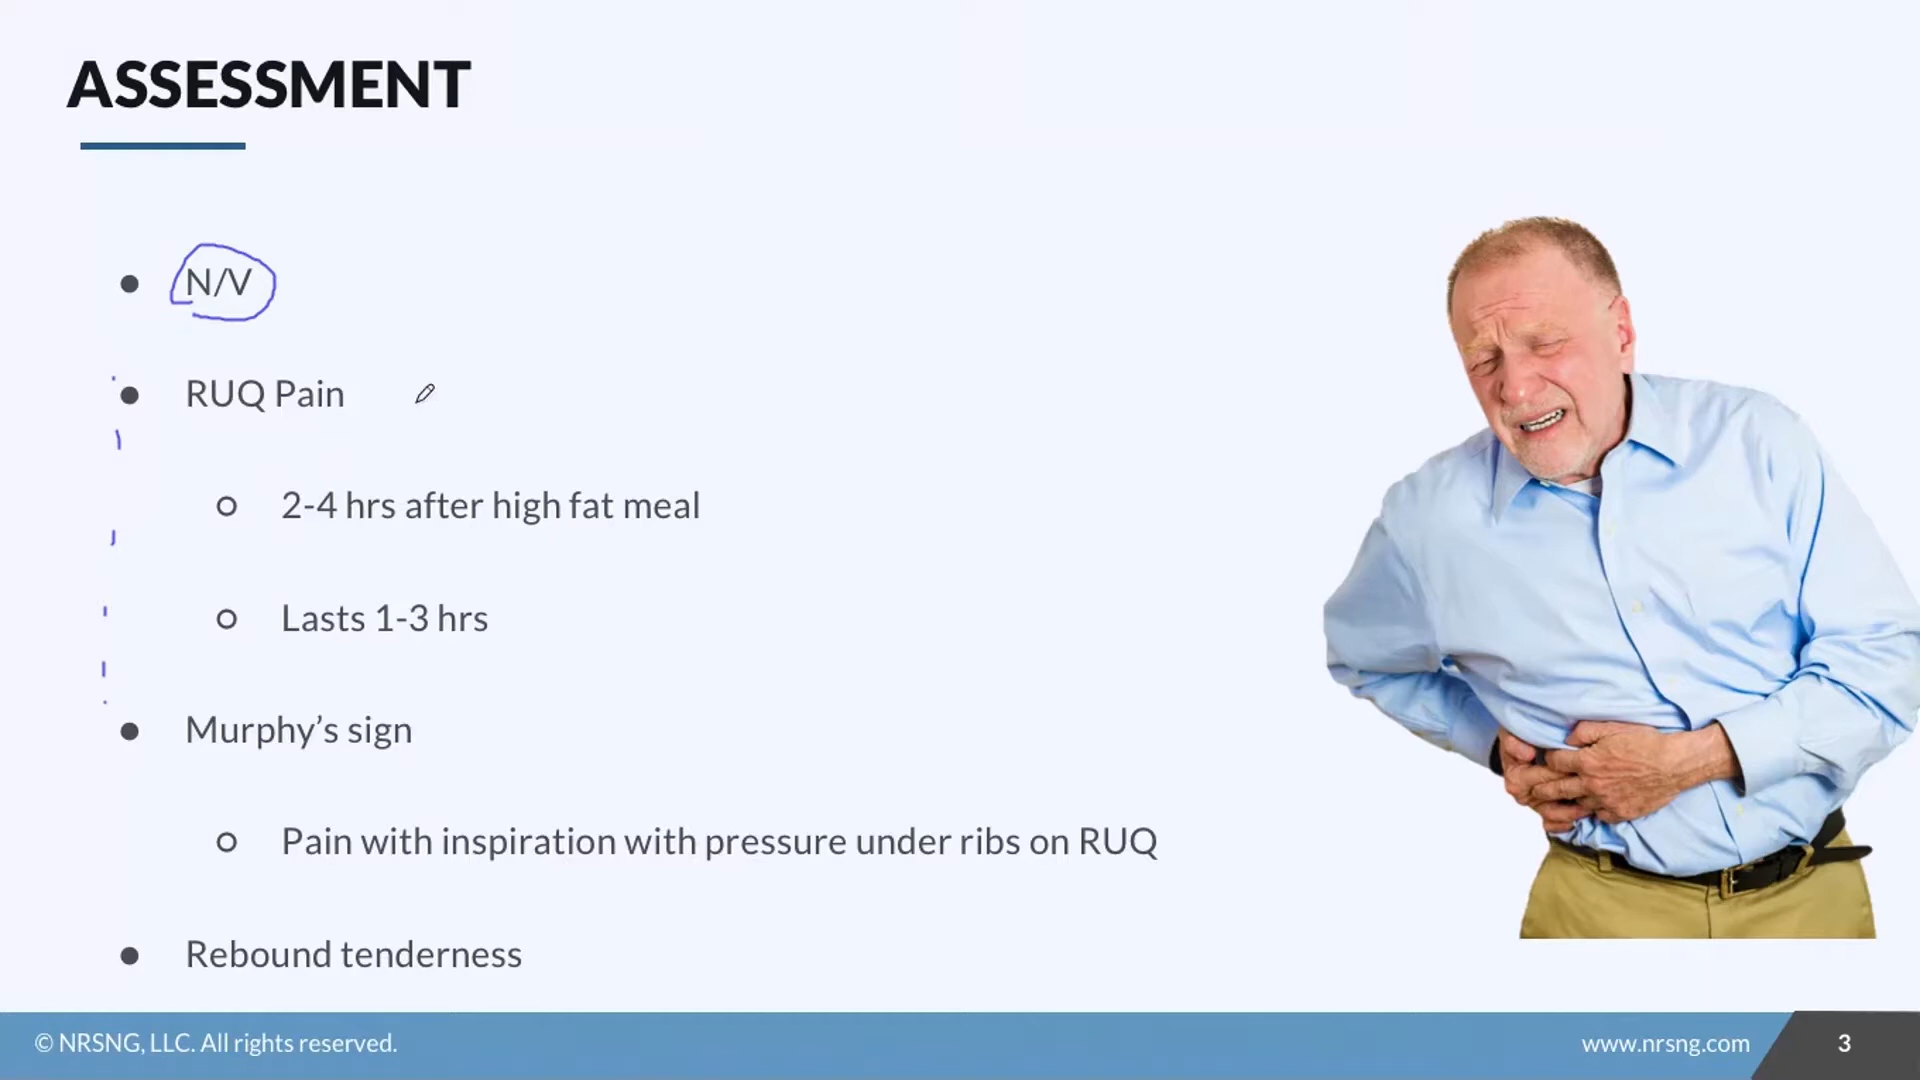 ASSESSMENT
● N/V
● RUQ Pain
○ 2-4 hrs after high fat meal
○ Lasts 1-3 hrs
● Murphy’s sign
○ Pain with inspiration with pressure under ribs on RUQ
● Rebound tenderness
© NRSNG, LLC. All rights reserved.
www.nrsng.com
3